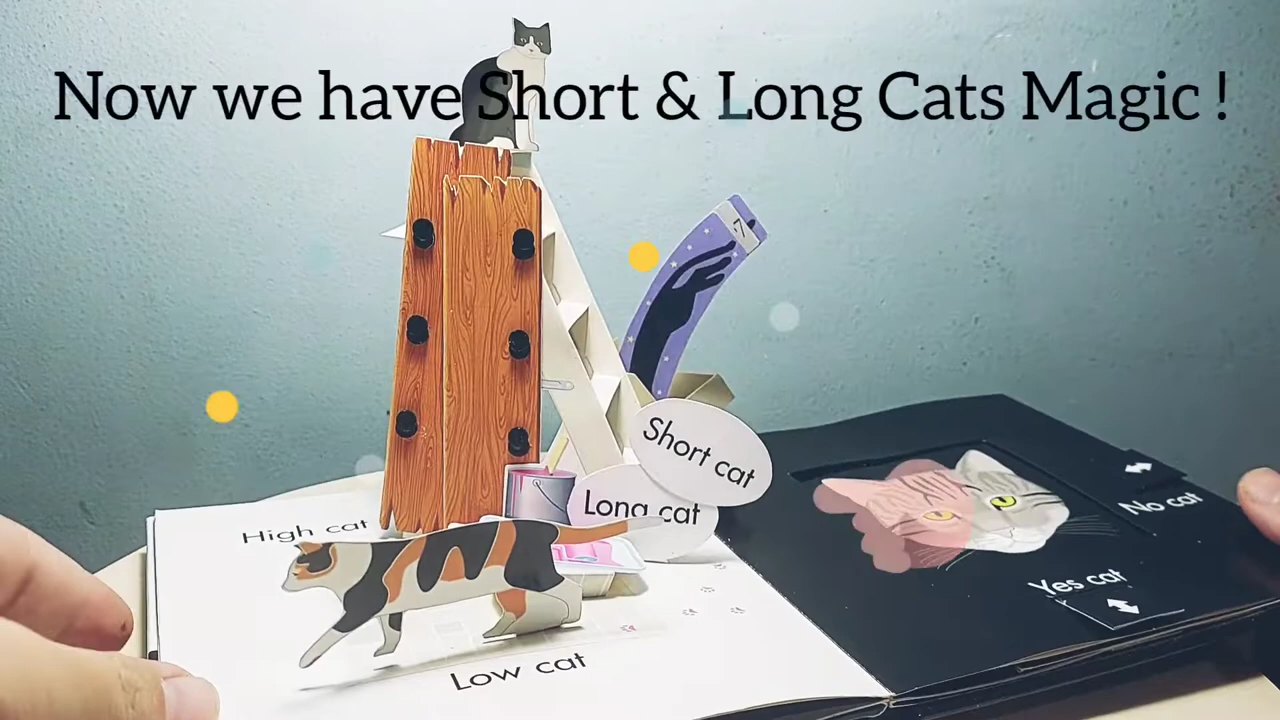 Now we have Short & Long Cats Magic !
7
Short cat
Long cat
High cat
No cat
Yes cat
Low cat